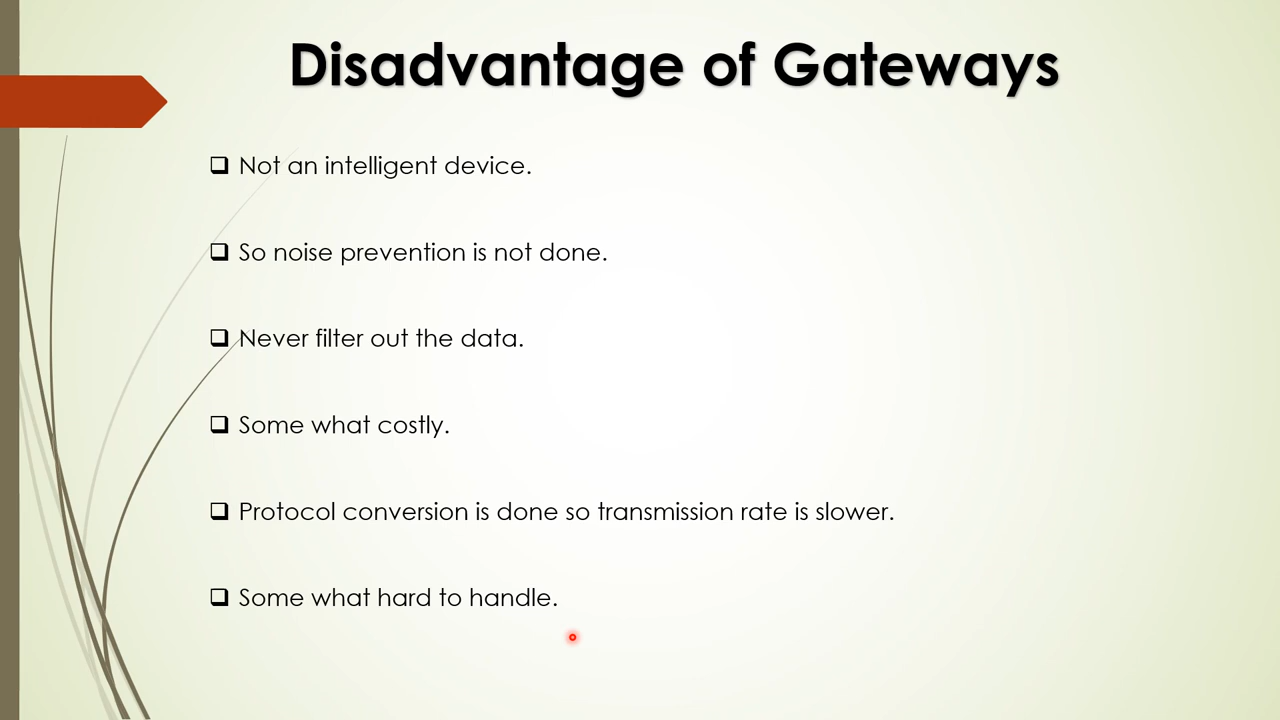 Disadvantage of Gateways
❑ Not an intelligent device.
❑ So noise prevention is not done.
❑ Never filter out the data.
❑ Some what costly.
❑ Protocol conversion is done so transmission rate is slower.
❑ Some what hard to handle.